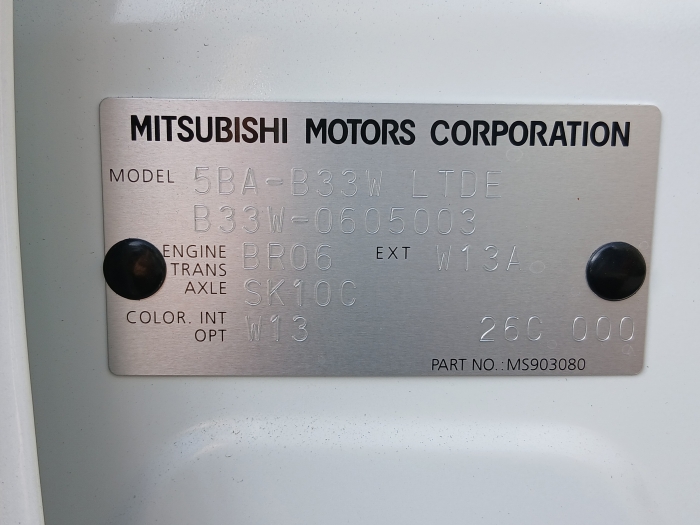 MITSUBISHI MOTORS CORPORATION
MODEL 5BA-B33W LTDE
B33W-0605003
ENGINE BR06 EXT W13A
TRANS
AXLE SK10C
COLOR. INT W13 26C 000
OPT
PART NO.: MS903080